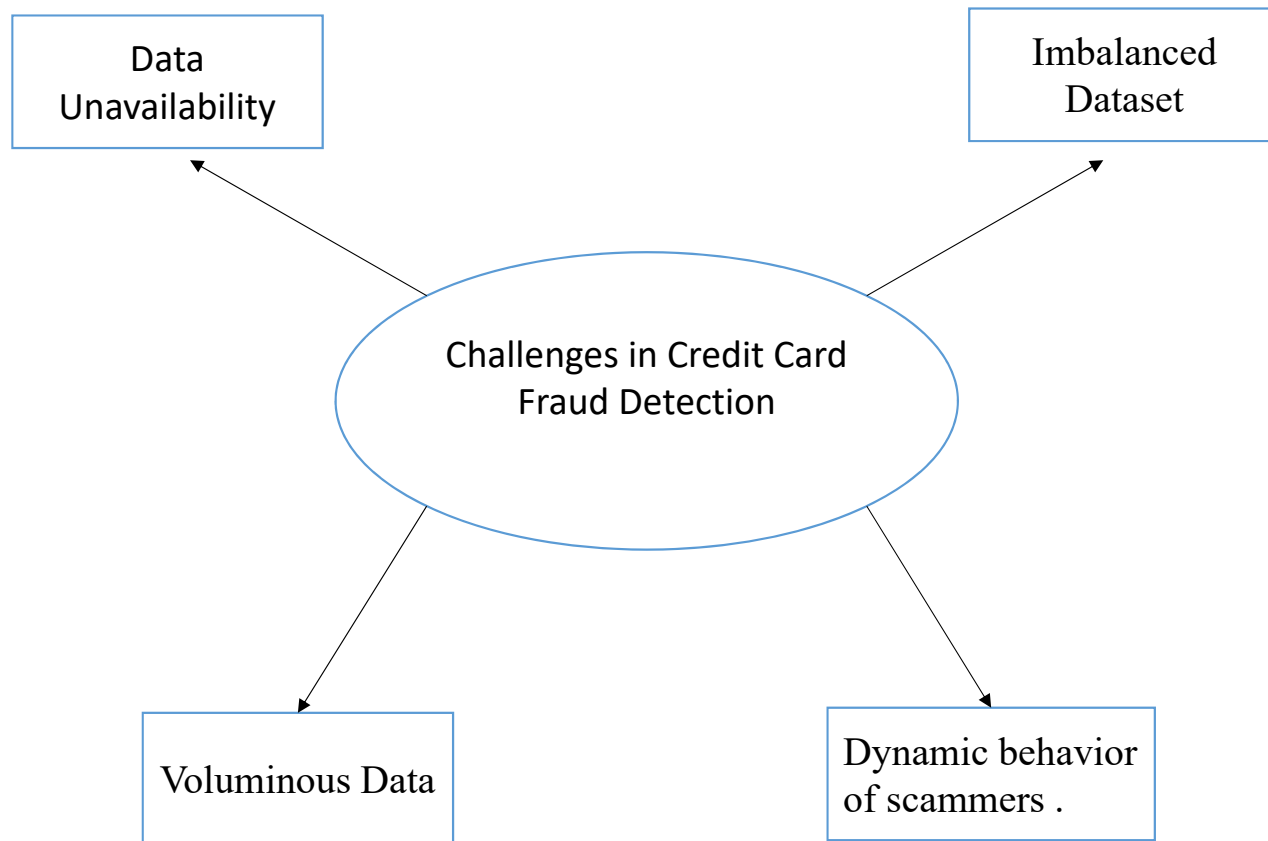 Data
Unavailability
Imbalanced
Dataset
Challenges in Credit Card
Fraud Detection
Voluminous Data
Dynamic behavior
of scammers .